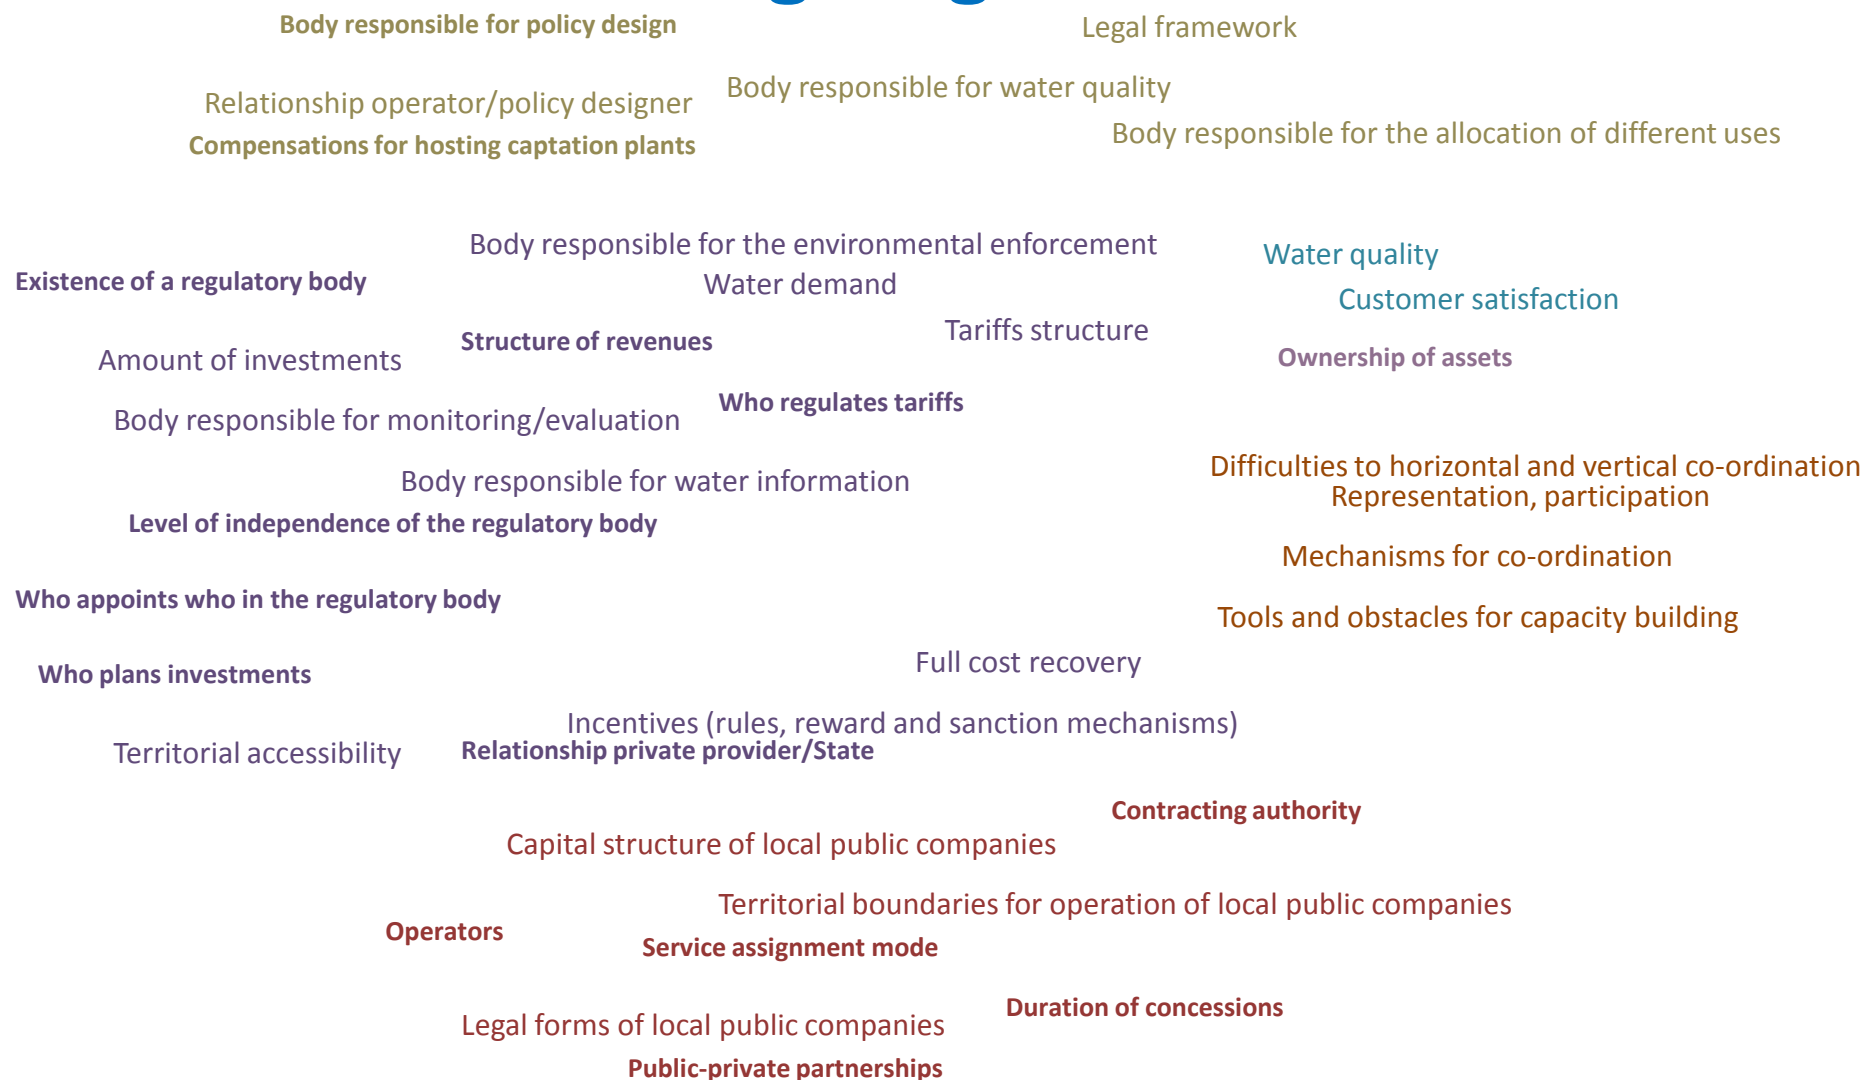 Body responsible for policy design
Legal framework
Body responsible for water quality
Relationship operator/policy designer
Body responsible for the allocation of different uses
Compensations for hosting captation plants
Body responsible for the environmental enforcement
Water quality
Existence of a regulatory body
Water demand
Customer satisfaction
Tariffs structure
Structure of revenues
Amount of investments
Ownership of assets
Who regulates tariffs
Body responsible for monitoring/evaluation
Difficulties to horizontal and vertical co-ordination
Body responsible for water information
Representation, participation
Level of independence of the regulatory body
Mechanisms for co-ordination
Who appoints who in the regulatory body
Tools and obstacles for capacity building
Full cost recovery
Who plans investments
Incentives (rules, reward and sanction mechanisms)
Territorial accessibility
Relationship private provider/State
Contracting authority
Capital structure of local public companies
Territorial boundaries for operation of local public companies
Operators
Service assignment mode
Duration of concessions
Legal forms of local public companies
Public-private partnerships